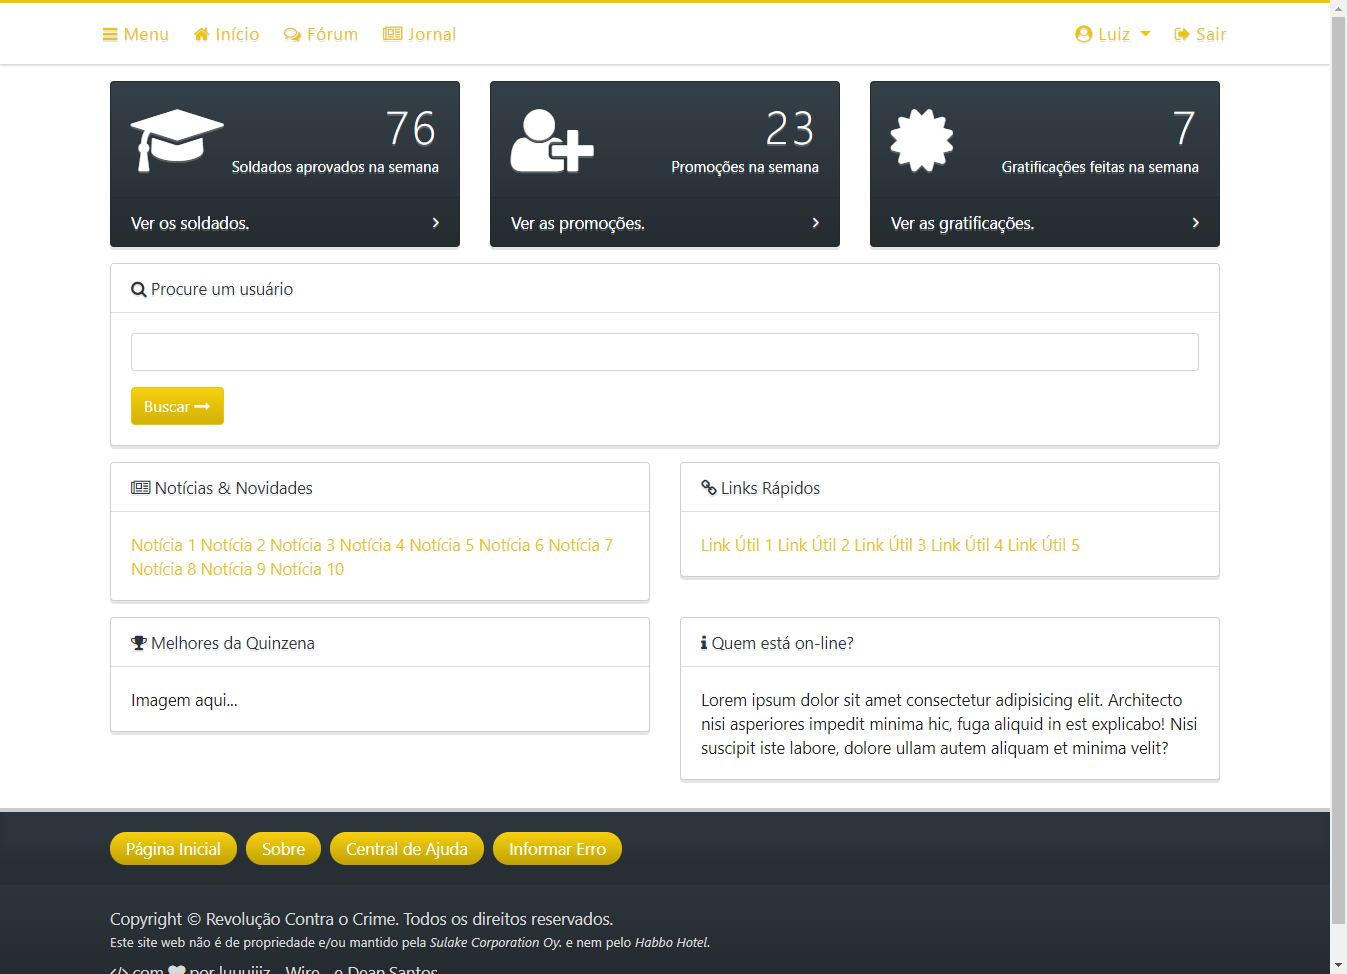 Menu Início Fórum Jornal Luiz Sair
76
Soldados aprovados na semana
Ver os soldados.
23
Promoções na semana
Ver as promoções.
7
Gratificações feitas na semana
Ver as gratificações.
Procure um usuário
Buscar
Notícias & Novidades
Notícia 1 Notícia 2 Notícia 3 Notícia 4 Notícia 5 Notícia 6 Notícia 7
Notícia 8 Notícia 9 Notícia 10
Links Rápidos
Link Útil 1 Link Útil 2 Link Útil 3 Link Útil 4 Link Útil 5
Melhores da Quinzena
Imagem aqui...
Quem está on-line?
Lorem ipsum dolor sit amet consectetur adipisicing elit. Architecto
nisi asperiores impedit minima hic, fuga aliquid in est explicabo! Nisi
suscipit iste labore, dolore ullam autem aliquam et minima velit?
Página Inicial Sobre Central de Ajuda Informar Erro
Copyright © Revolução Contra o Crime. Todos os direitos reservados.
Este site web não é de propriedade e/ou mantido pela Sulake Corporation Oy. e nem pelo Habbo Hotel.
com por Wire e Dean Santos